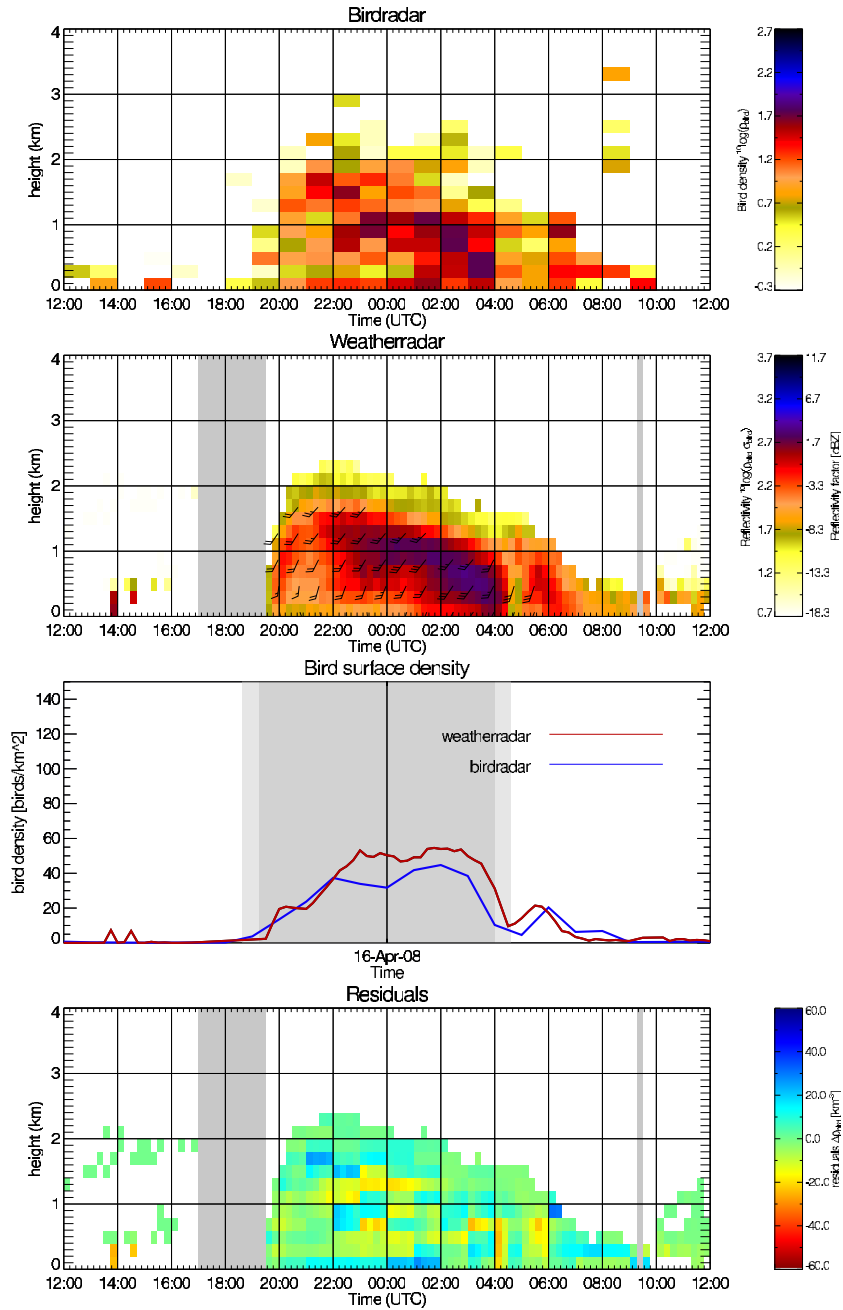 Birdradar
4
3
2
1
0
height (km)
12:00 14:00 16:00 18:00 20:00 22:00 00:00 02:00 04:00 06:00 08:00 10:00 12:00
Time (UTC)
2.7
2.2
1.7
1.2
0.7
0.2
-0.3
Bird density ¹⁰log(ρbird)
Weatherradar
4
3
2
1
0
height (km)
12:00 14:00 16:00 18:00 20:00 22:00 00:00 02:00 04:00 06:00 08:00 10:00 12:00
Time (UTC)
3.7 11.7
3.2 6.7
2.7 1.7
2.2 -3.3
1.7 -8.3
1.2 -13.3
0.7 -18.3
Reflectivity ¹⁰log(ρbird σbird)
Reflectivity factor [dBZ]
Bird surface density
140
120
100
80
60
40
20
0
bird density [birds/km^2]
weatherradar
birdradar
16-Apr-08
Time
Residuals
4
3
2
1
0
height (km)
12:00 14:00 16:00 18:00 20:00 22:00 00:00 02:00 04:00 06:00 08:00 10:00 12:00
Time (UTC)
60.0
40.0
20.0
0.0
-20.0
-40.0
-60.0
residuals Δρbird [km⁻³]